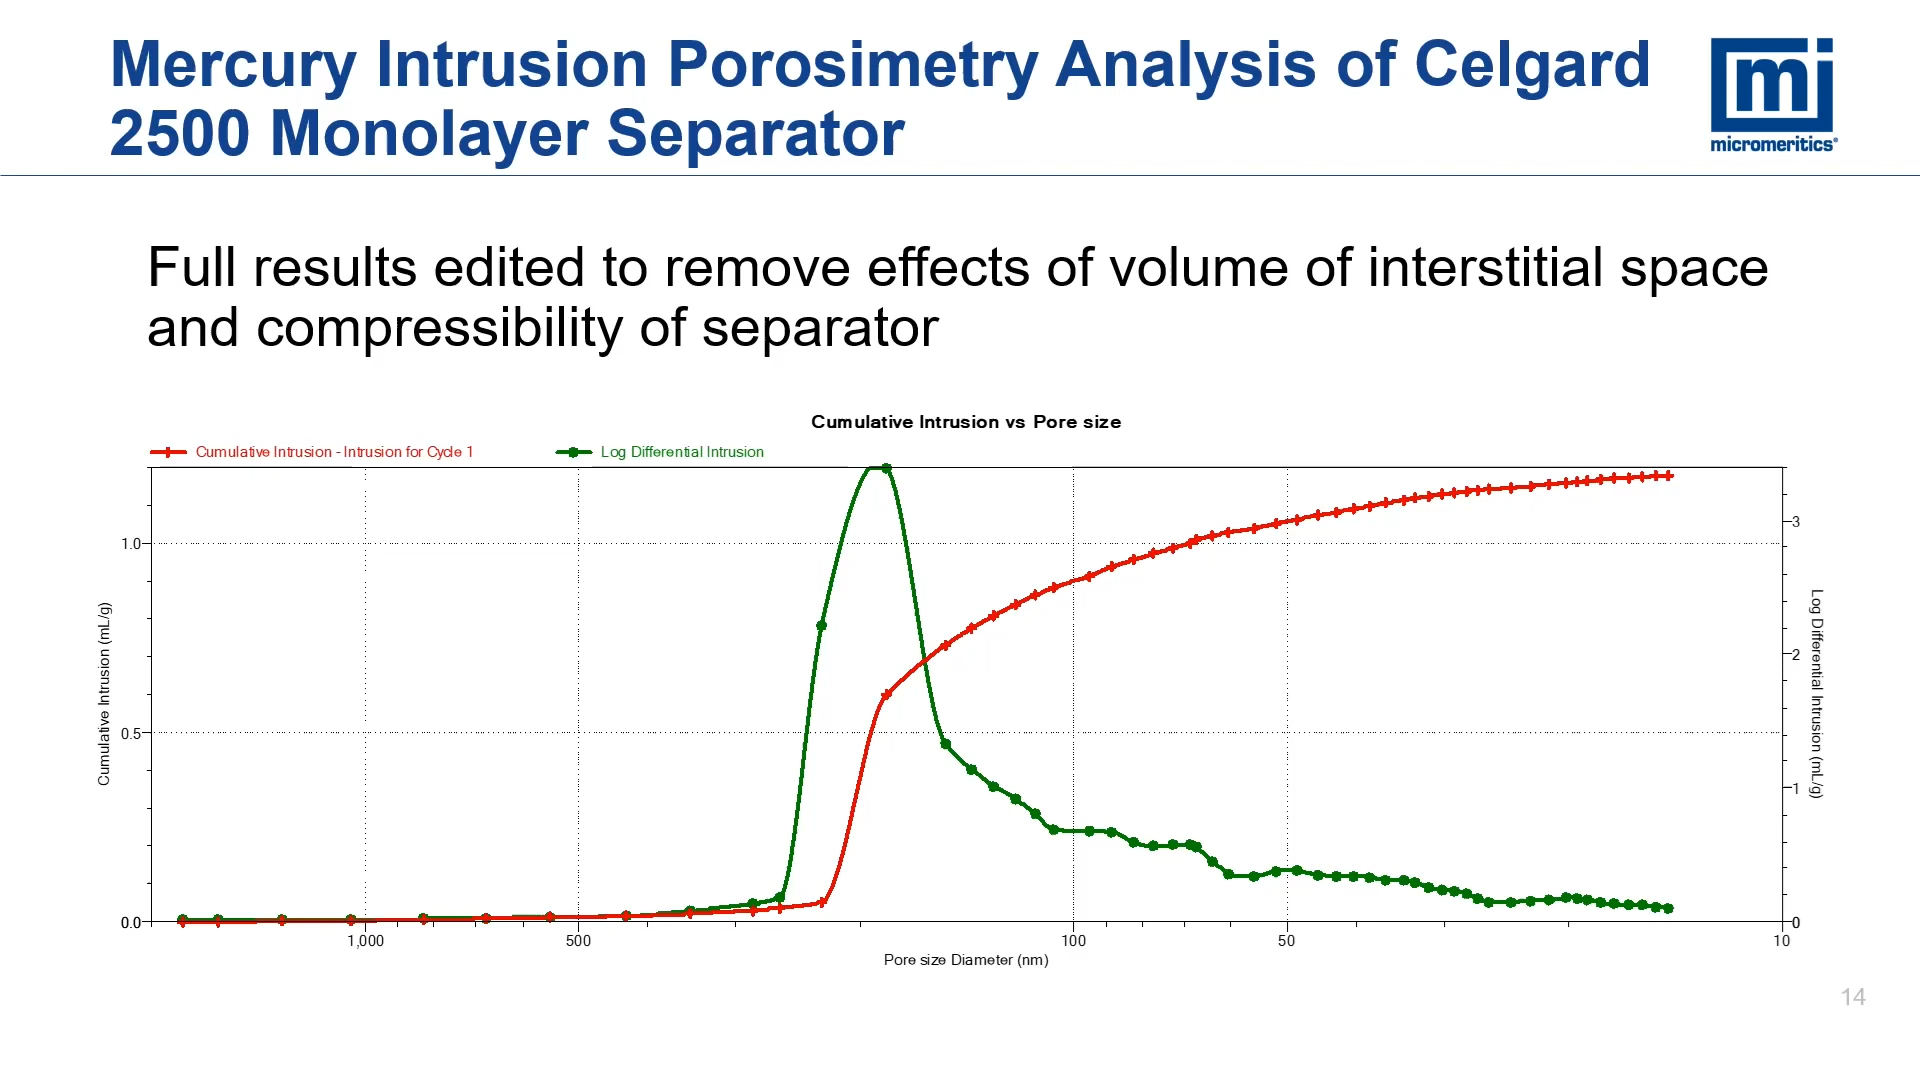 Mercury Intrusion Porosimetry Analysis of Celgard
2500 Monolayer Separator
mi
micromeritics®
Full results edited to remove effects of volume of interstitial space
and compressibility of separator
Cumulative Intrusion vs Pore size
Cumulative Intrusion - Intrusion for Cycle 1
Log Differential Intrusion
Cumulative Intrusion (mL/g)
1.0
0.5
0.0
3
2
1
0
Log Differential Intrusion (mL/g)
1,000
500
100
50
10
Pore size Diameter (nm)
14